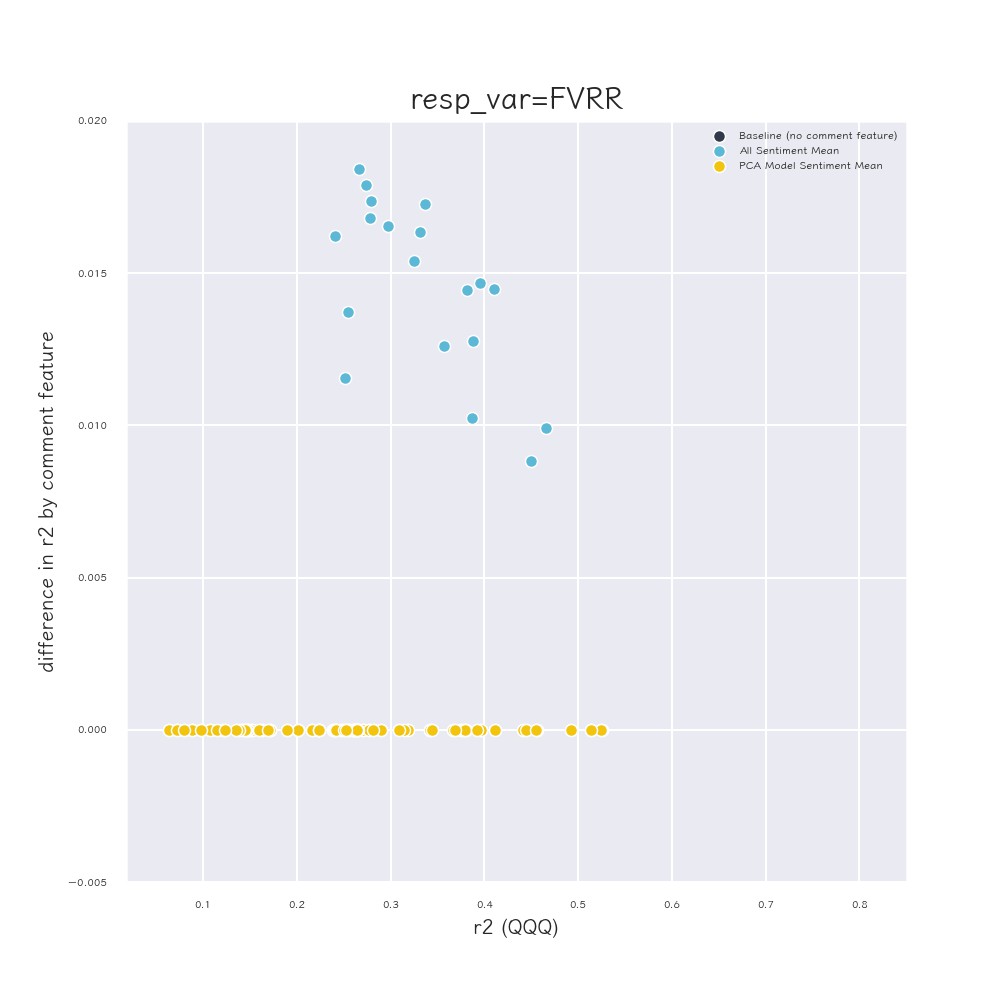 resp_var=FVRR
0.020
Baseline (no comment feature)
All Sentiment Mean
PCA Model Sentiment Mean
0.015
0.010
0.005
0.000
−0.005
difference in r2 by comment feature
0.1 0.2 0.3 0.4 0.5 0.6 0.7 0.8
r2 (QQQ)